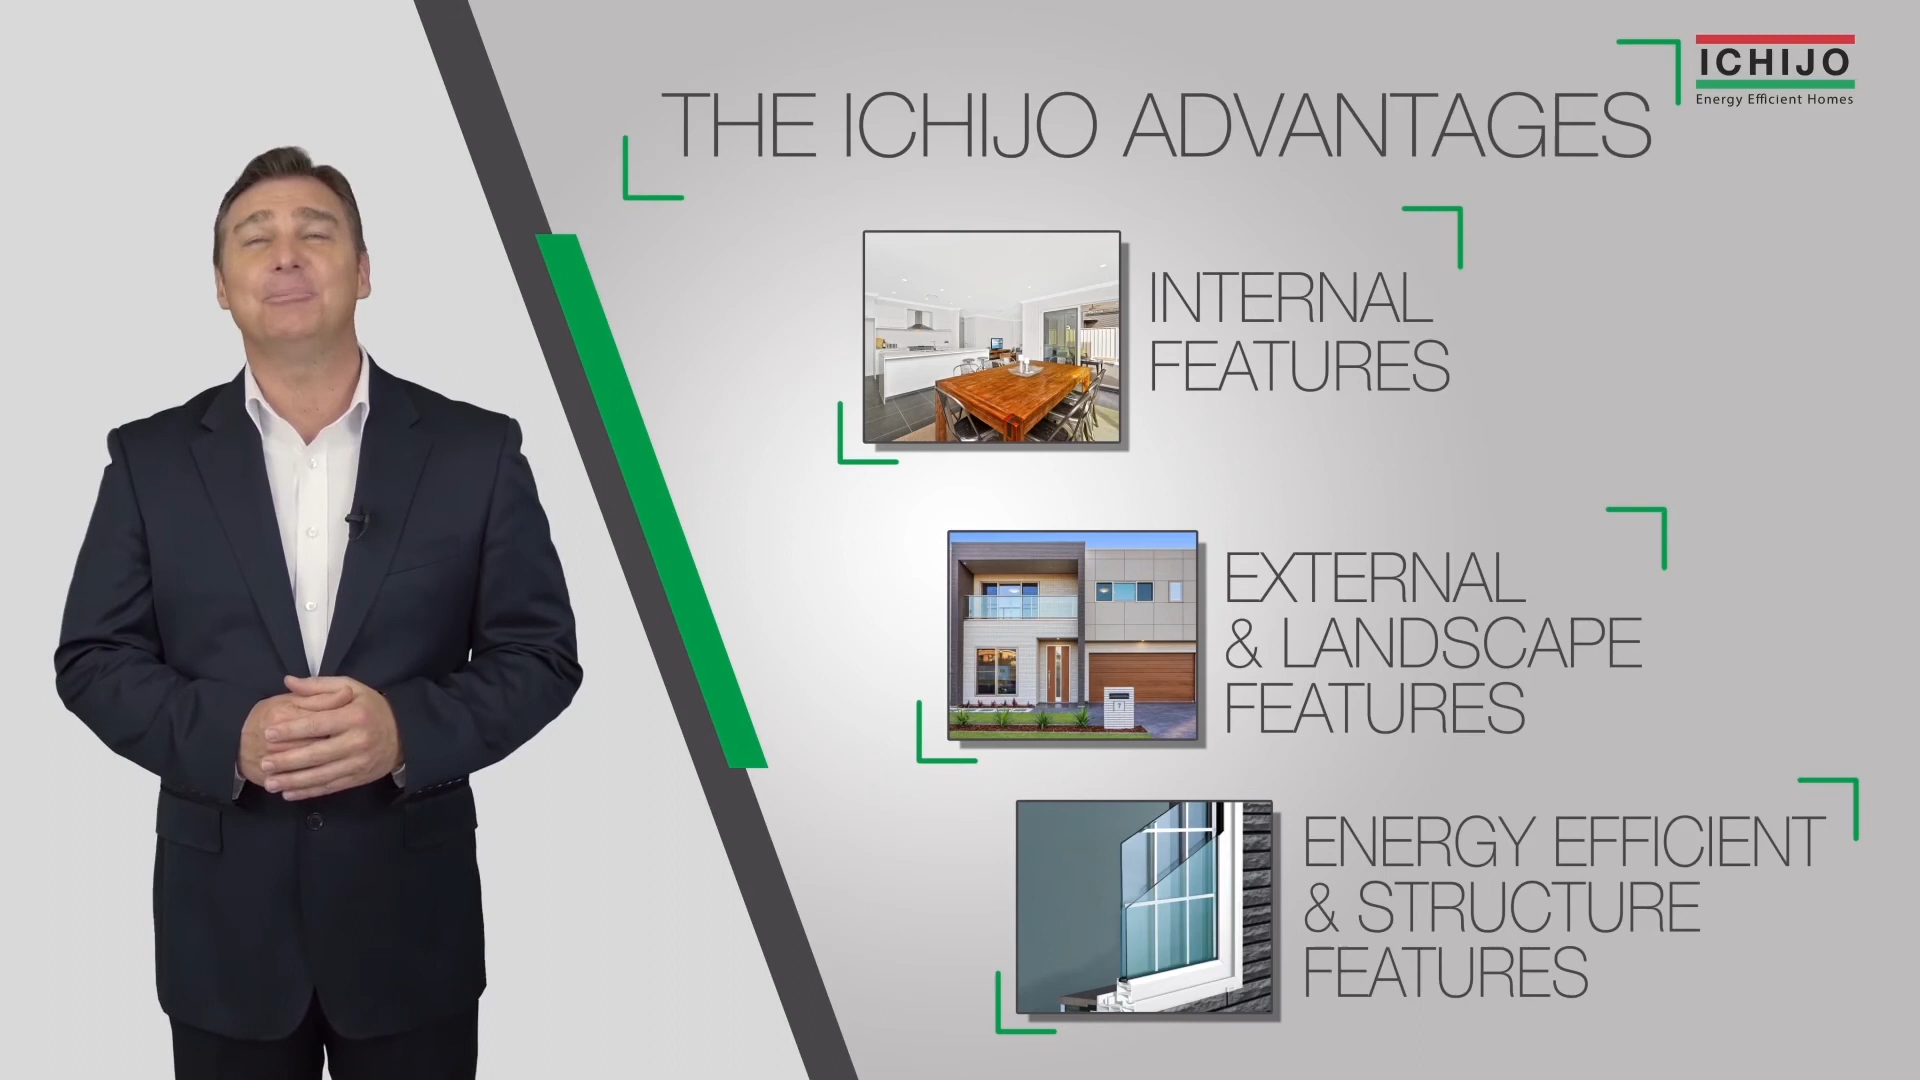 ICHIJO
Energy Efficient Homes
THE ICHIJO ADVANTAGES
INTERNAL
FEATURES
EXTERNAL
& LANDSCAPE
FEATURES
ENERGY EFFICIENT
& STRUCTURE
FEATURES